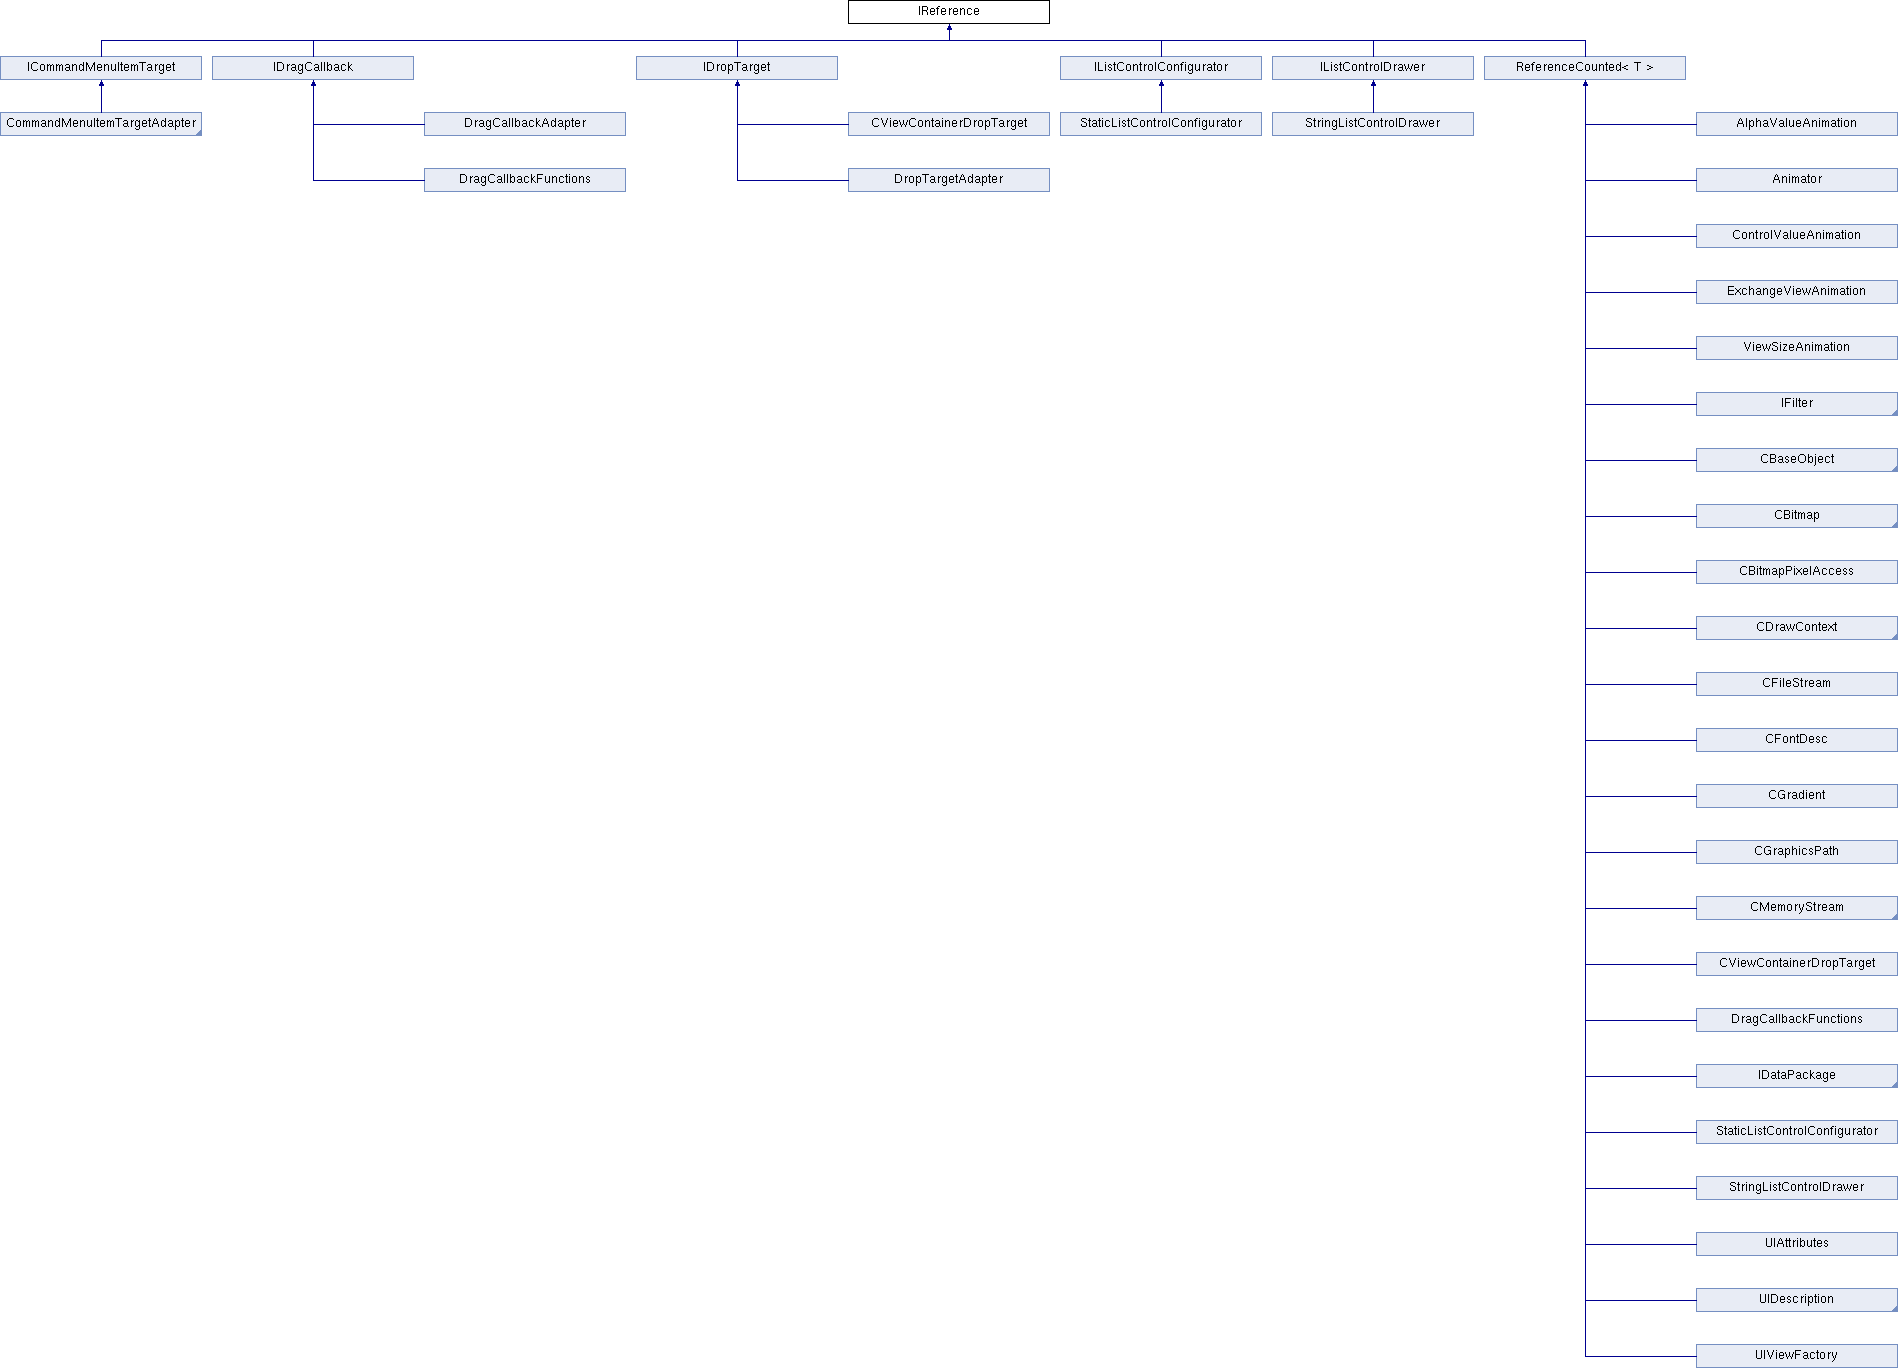 IReference
ICommandMenuItemTarget
IDragCallback
IDropTarget
IListControlConfigurator
IListControlDrawer
ReferenceCounted< T >
CommandMenuItemTargetAdapter
DragCallbackAdapter
CViewContainerDropTarget
StaticListControlConfigurator
StringListControlDrawer
AlphaValueAnimation
DragCallbackFunctions
DropTargetAdapter
Animator
ControlValueAnimation
ExchangeViewAnimation
ViewSizeAnimation
IFilter
CBaseObject
CBitmap
CBitmapPixelAccess
CDrawContext
CFileStream
CFontDesc
CGradient
CGraphicsPath
CMemoryStream
CViewContainerDropTarget
DragCallbackFunctions
IDataPackage
StaticListControlConfigurator
StringListControlDrawer
UIAttributes
UIDescription
UIViewFactory